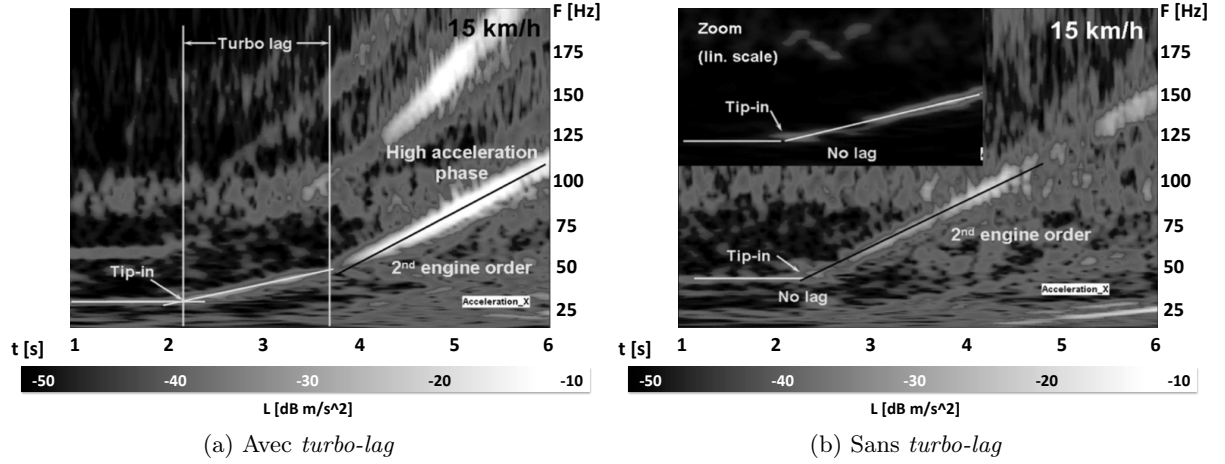 15 km/h
F [Hz]
Turbo lag
175
150
125
High acceleration
phase
100
75
2nd engine order
Tip-in
50
Acceleration_X
25
t [s] 1 2 3 4 5 6
-50 -40 -30 -20 -10
L [dB m/s^2]
(a) Avec turbo-lag
Zoom
(lin. scale)
15 km/h
F [Hz]
175
150
Tip-in
125
No lag
100
75
2nd engine order
Tip-in
50
No lag
Acceleration_X
25
t [s] 1 2 3 4 5 6
-50 -40 -30 -20 -10
L [dB m/s^2]
(b) Sans turbo-lag